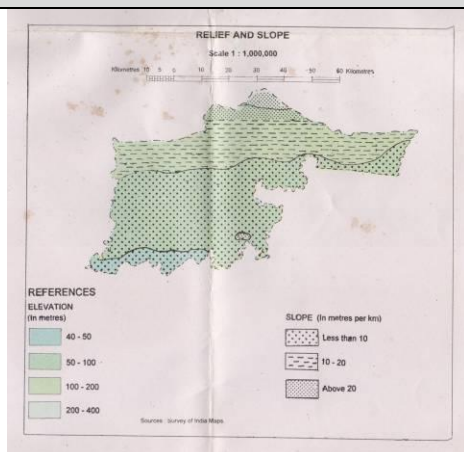 RELIEF AND SLOPE
Scale 1 : 1,000,000
Kilometres 10 5 0 10 20 30 40 50 60 Kilometres
REFERENCES
ELEVATION
(In metres)
40 - 50
50 - 100
100 - 200
200 - 400
SLOPE (In metres per km)
Less than 10
10 - 20
Above 20
Sources : Survey of India Maps